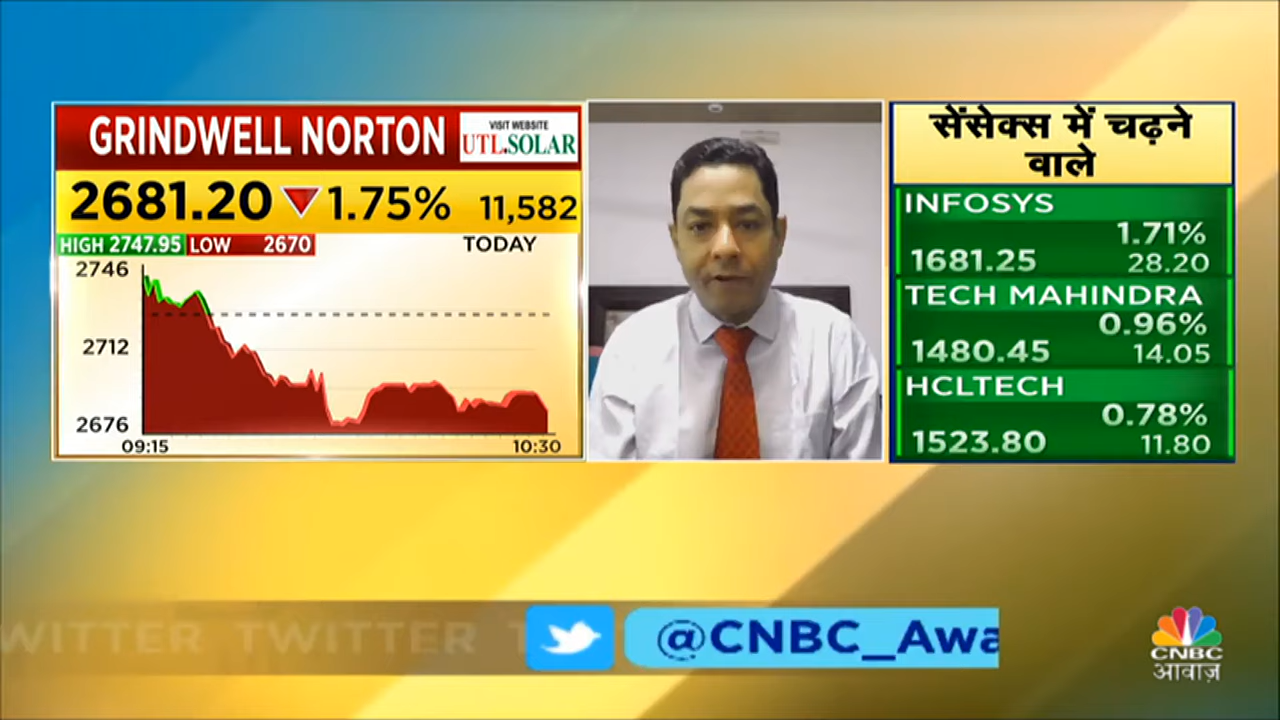 GRINDWELL NORTON
VISIT WEBSITE
UTL.SOLAR
2681.20 1.75% 11,582
HIGH 2747.95 LOW 2670 TODAY
2746
2712
2676
09:15 10:30
सेंसेक्स में चढ़ने
वाले
INFOSYS
1.71%
1681.25 28.20
TECH MAHINDRA
0.96%
1480.45 14.05
HCLTECH
0.78%
1523.80 11.80
WITTER TWITTER T
@CNBC_Awa
CNBC
आवाज़